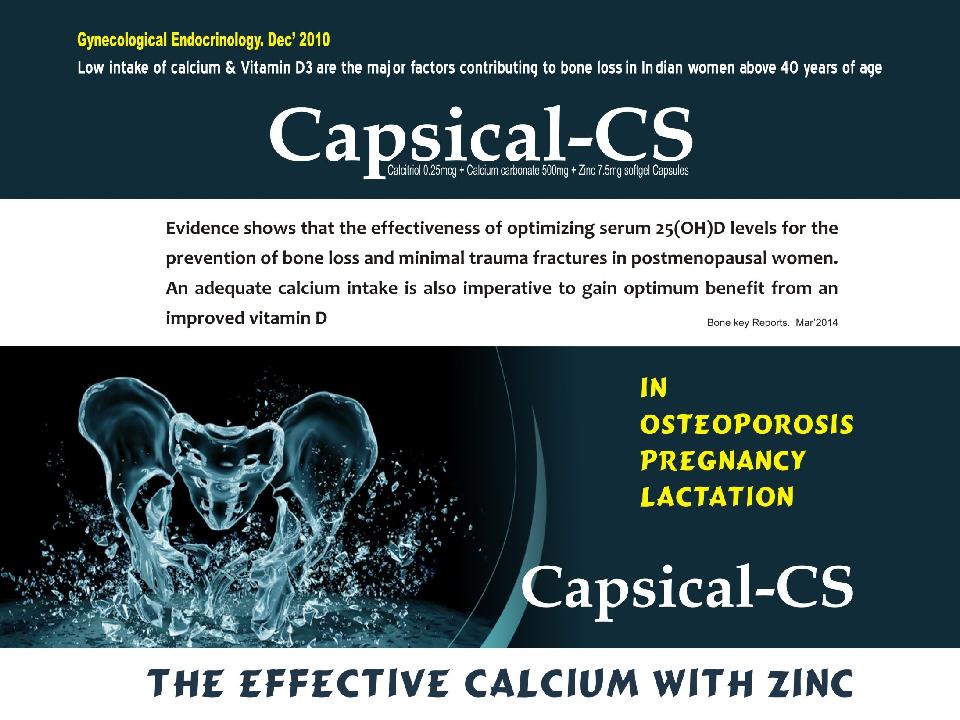 Gynecological Endocrinology. Dec' 2010
Low intake of calcium & Vitamin D3 are the major factors contributing to bone loss in Indian women above 40 years of age
Capsical-CS
Calcitriol 0.25mcg + Calcium carbonate 500mg + Zinc 7.5mg softgel Capsules
Evidence shows that the effectiveness of optimizing serum 25(OH)D levels for the
prevention of bone loss and minimal trauma fractures in postmenopausal women.
An adequate calcium intake is also imperative to gain optimum benefit from an
improved vitamin D
Bone key Reports. Mar'2014
IN
OSTEOPOROSIS
PREGNANCY
LACTATION
Capsical-CS
THE EFFECTIVE CALCIUM WITH ZINC